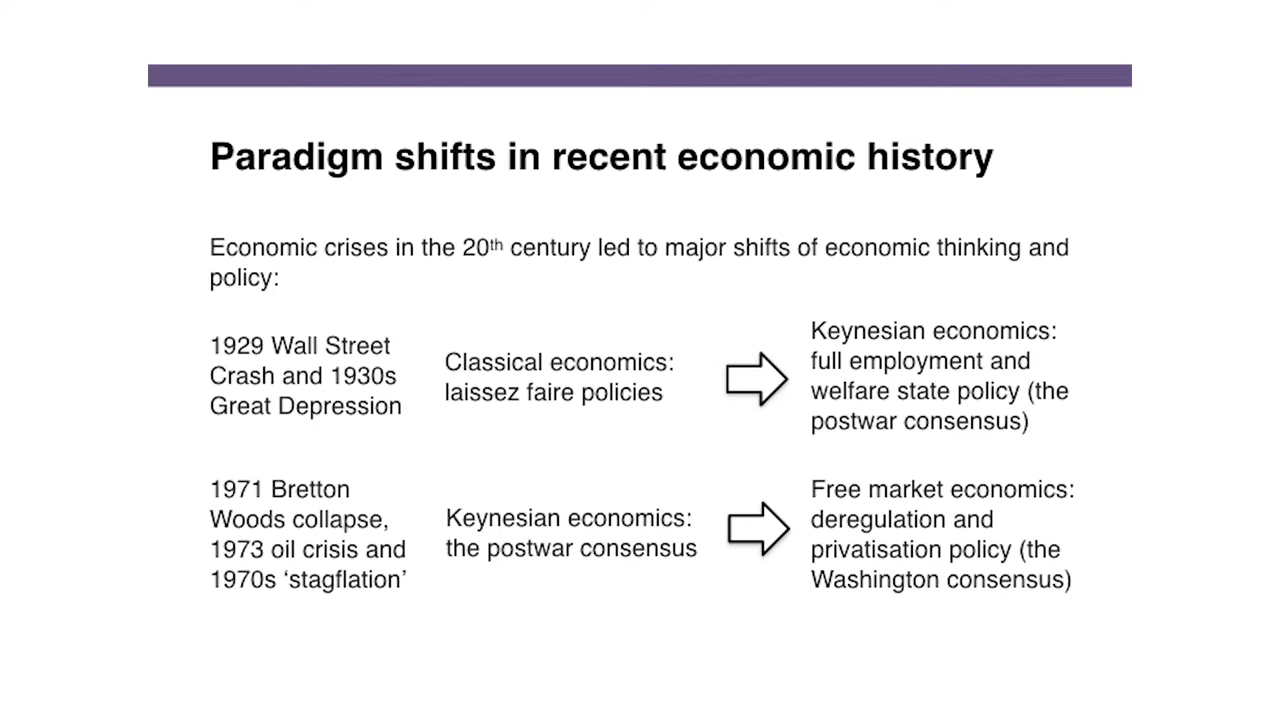 Paradigm shifts in recent economic history
Economic crises in the 20th century led to major shifts of economic thinking and
policy:
1929 Wall Street
Crash and 1930s
Great Depression
Classical economics:
laissez faire policies
Keynesian economics:
full employment and
welfare state policy (the
postwar consensus)
1971 Bretton
Woods collapse,
1973 oil crisis and
1970s ‘stagflation’
Keynesian economics:
the postwar consensus
Free market economics:
deregulation and
privatisation policy (the
Washington consensus)